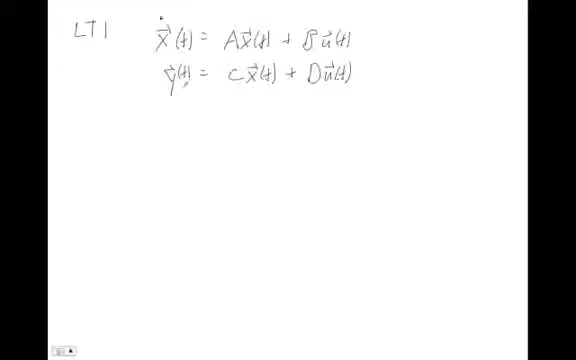 LTI ẋ⃗(t) = Ax⃗(t) + Bu⃗(t)
y⃗(t) = Cx⃗(t) + Du⃗(t)